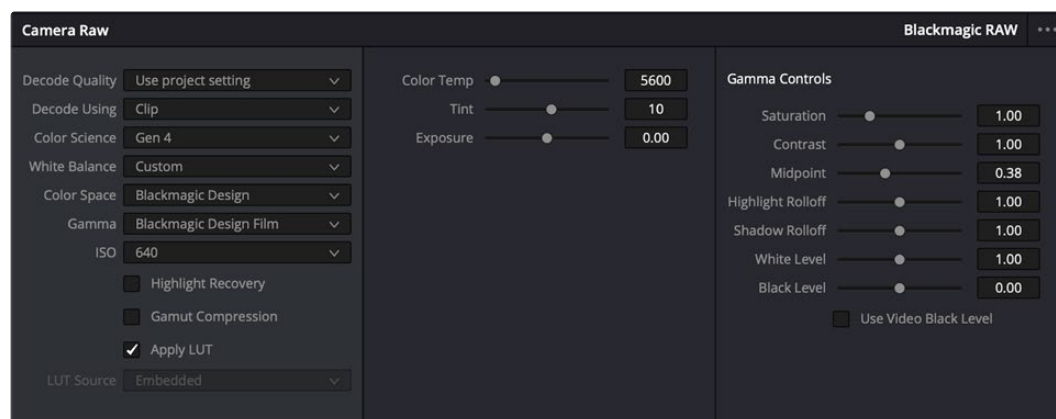 Camera Raw
Blackmagic RAW
Decode Quality Use project setting
Decode Using Clip
Color Science Gen 4
White Balance Custom
Color Space Blackmagic Design
Gamma Blackmagic Design Film
ISO 640
Highlight Recovery
Gamut Compression
Apply LUT
LUT Source Embedded
Color Temp 5600
Tint 10
Exposure 0.00
Gamma Controls
Saturation 1.00
Contrast 1.00
Midpoint 0.38
Highlight Rolloff 1.00
Shadow Rolloff 1.00
White Level 1.00
Black Level 0.00
Use Video Black Level